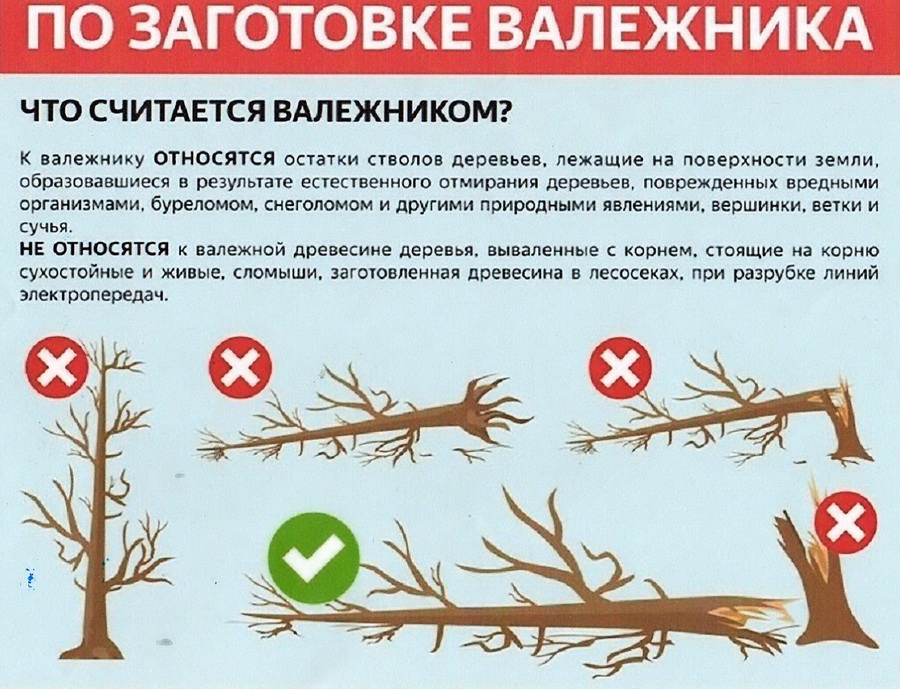 ПО ЗАГОТОВКЕ ВАЛЕЖНИКА
ЧТО СЧИТАЕТСЯ ВАЛЕЖНИКОМ?
К валежнику ОТНОСЯТСЯ остатки стволов деревьев, лежащие на поверхности земли,
образовавшиеся в результате естественного отмирания деревьев, поврежденных вредными
организмами, буреломом, снеголомом и другими природными явлениями, вершинки, ветки и
сучья.
НЕ ОТНОСЯТСЯ к валежной древесине деревья, вываленные с корнем, стоящие на корню
сухостойные и живые, сломыши, заготовленная древесина в лесосеках, при разрубке линий
электропередач.